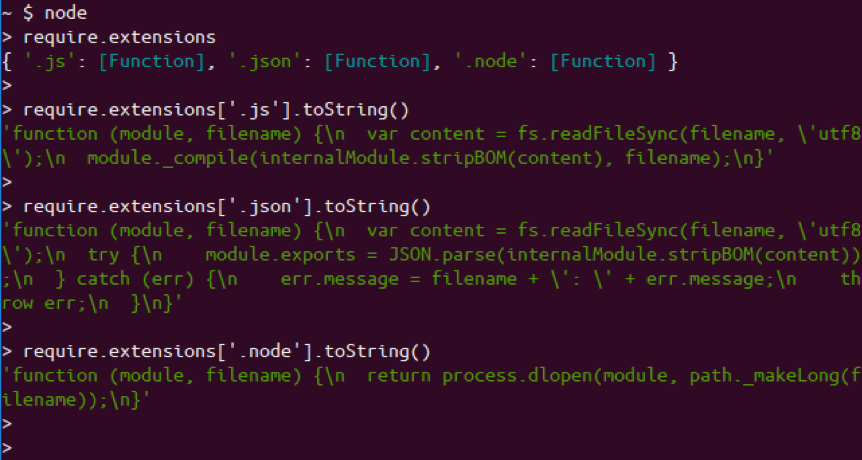 ~ $ node
> require.extensions
{ '.js': [Function], '.json': [Function], '.node': [Function] }
>
> require.extensions['.js'].toString()
'function (module, filename) {\n  var content = fs.readFileSync(filename, \'utf8
\');\n  module._compile(internalModule.stripBOM(content), filename);\n}'
>
> require.extensions['.json'].toString()
'function (module, filename) {\n  var content = fs.readFileSync(filename, \'utf8
\');\n  try {\n    module.exports = JSON.parse(internalModule.stripBOM(content))
;\n  } catch (err) {\n    err.message = filename + \': \' + err.message;\n    th
row err;\n  }\n}'
>
> require.extensions['.node'].toString()
'function (module, filename) {\n  return process.dlopen(module, path._makeLong(f
ilename));\n}'
>
>